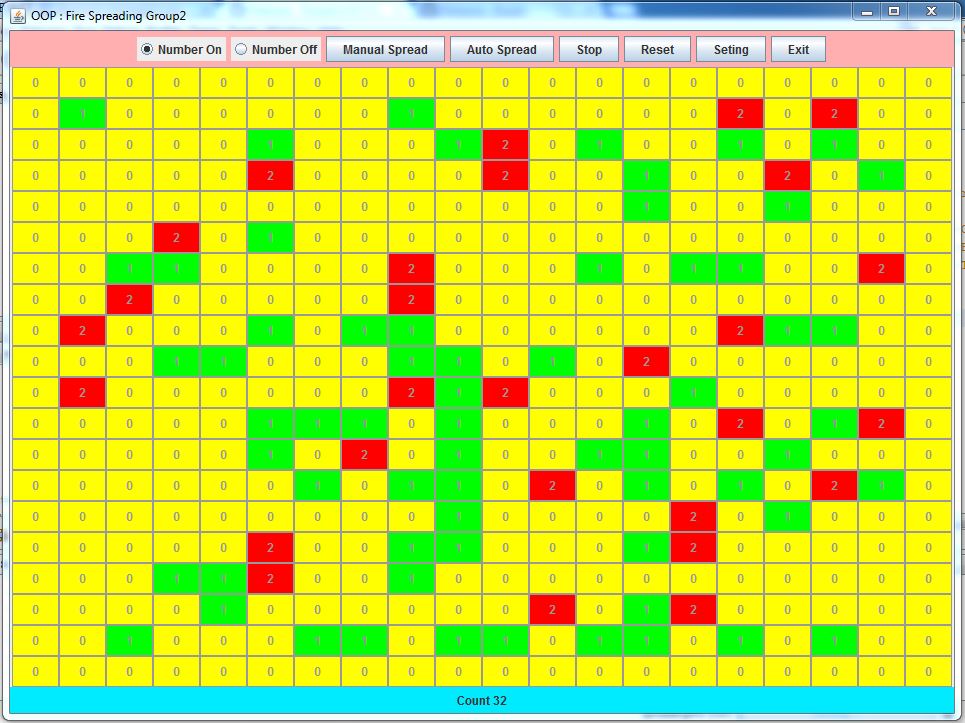 OOP : Fire Spreading Group2
Number On Number Off Manual Spread Auto Spread Stop Reset Seting Exit
0 0 0 0 0 0 0 0 0 0 0 0 0 0 0 0 0 0 0 0
0 1 0 0 0 0 0 0 1 0 0 0 0 0 0 2 0 2 0 0
0 0 0 0 0 1 0 0 0 1 2 0 1 0 0 1 0 1 0 0
0 0 0 0 0 2 0 0 0 0 2 0 0 1 0 0 2 0 1 0
0 0 0 0 0 0 0 0 0 0 0 0 0 1 0 0 1 0 0 0
0 0 0 2 0 1 0 0 0 0 0 0 0 0 0 0 0 0 0 0
0 0 1 1 0 0 0 0 2 0 0 0 1 0 1 1 0 0 2 0
0 0 2 0 0 0 0 0 2 0 0 0 0 0 0 0 0 0 0 0
0 2 0 0 0 1 0 1 1 0 0 0 0 0 0 2 1 1 0 0
0 0 0 1 1 0 0 0 1 1 0 1 0 2 0 0 0 0 0 0
0 2 0 0 0 0 0 0 2 1 2 0 0 0 1 0 0 0 0 0
0 0 0 0 0 1 1 1 0 1 0 0 0 1 0 2 0 1 2 0
0 0 0 0 0 1 0 2 0 1 0 0 1 1 0 0 1 0 0 0
0 0 0 0 0 0 1 0 1 1 0 2 0 1 0 1 0 2 1 0
0 0 0 0 0 0 0 0 0 1 0 0 0 0 2 0 1 0 0 0
0 0 0 0 0 2 0 0 1 1 0 0 0 1 2 0 0 0 0 0
0 0 0 1 1 2 0 0 1 0 0 0 0 0 0 0 0 0 0 0
0 0 0 0 1 0 0 0 0 0 0 2 0 1 2 0 0 0 0 0
0 0 1 0 0 0 1 1 0 1 1 0 1 1 0 1 0 1 0 0
0 0 0 0 0 0 0 0 0 0 0 0 0 0 0 0 0 0 0 0
Count 32